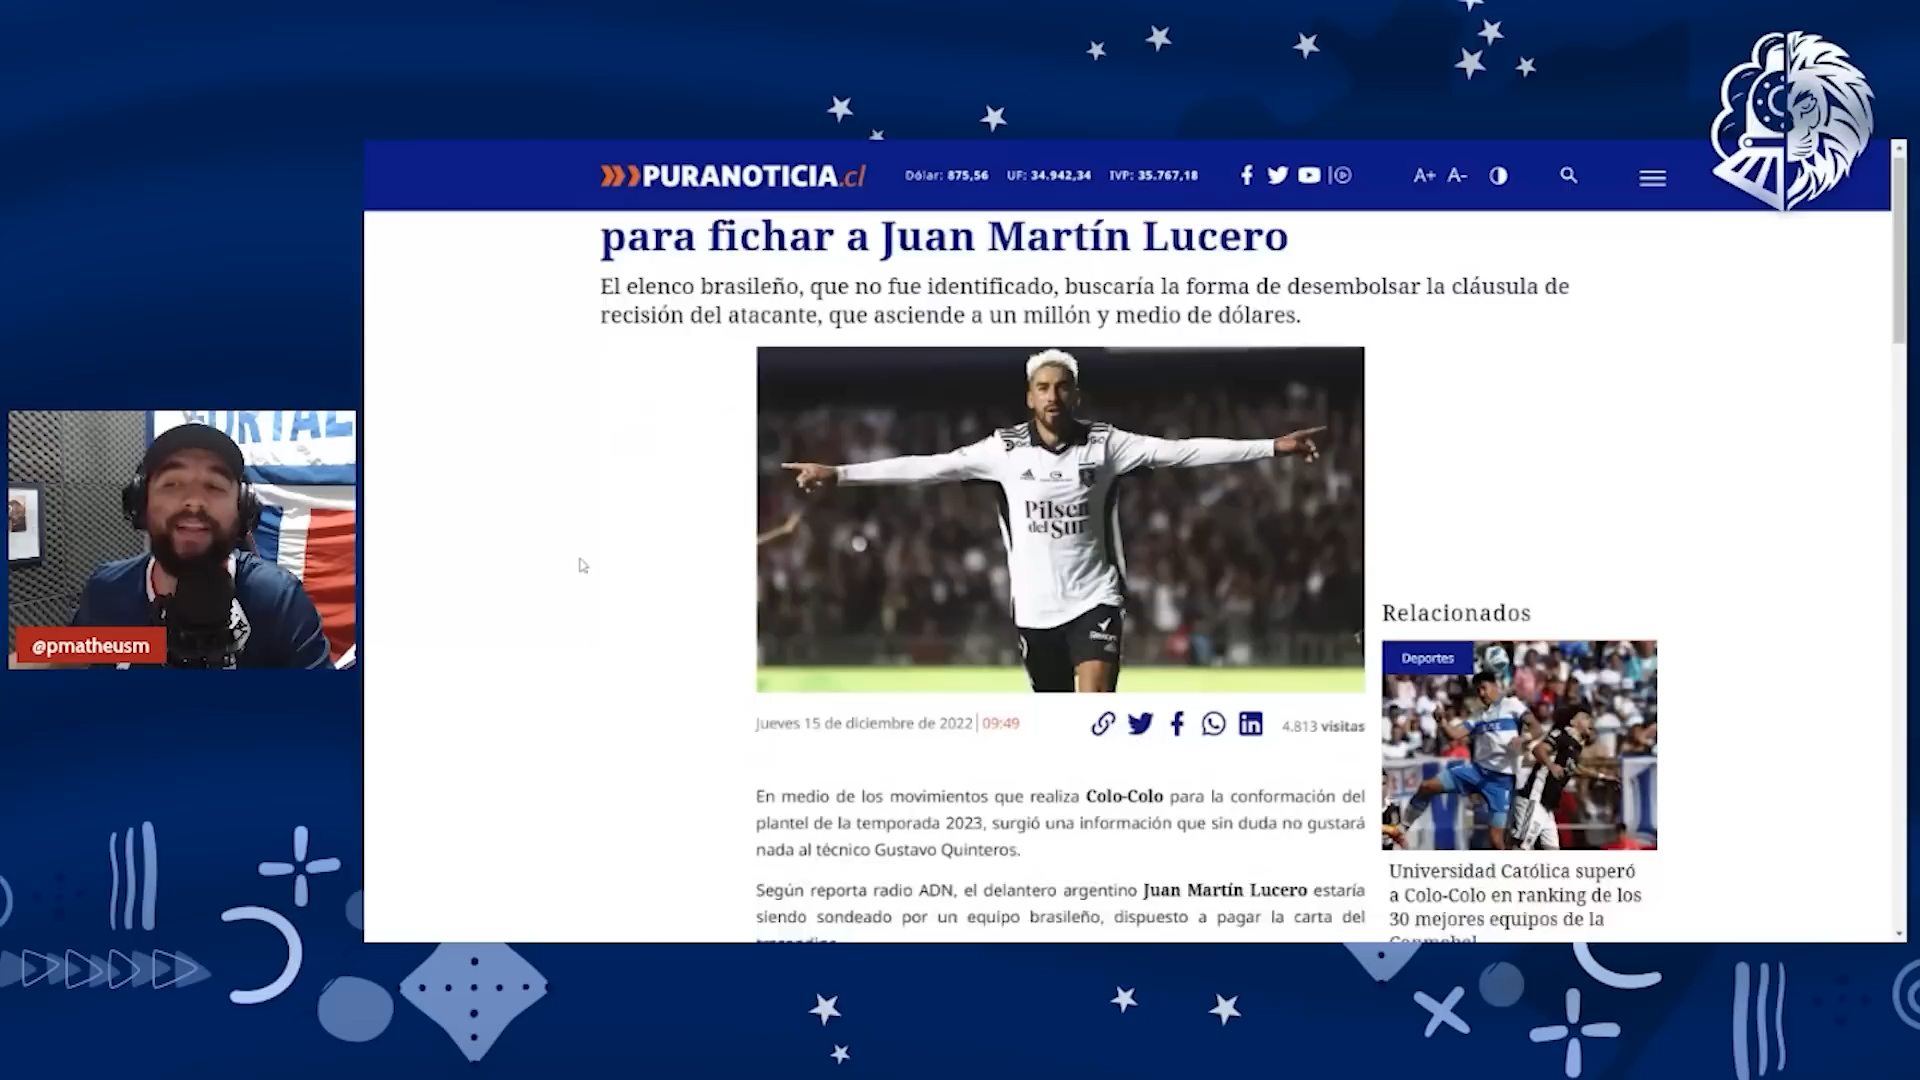 PURANOTICIA.cl
Dólar: 875,56 UF: 34.942,34 IVP: 35.767,18
A+ A-
para fichar a Juan Martín Lucero
El elenco brasileño, que no fue identificado, buscaría la forma de desembolsar la cláusula de
recisión del atacante, que asciende a un millón y medio de dólares.
Pilsen
del Sur
@pmatheusm
Jueves 15 de diciembre de 2022 | 09:49
4.813 visitas
En medio de los movimientos que realiza Colo-Colo para la conformación del
plantel de la temporada 2023, surgió una información que sin duda no gustará
nada al técnico Gustavo Quinteros.
Según reporta radio ADN, el delantero argentino Juan Martín Lucero estaría
siendo sondeado por un equipo brasileño, dispuesto a pagar la carta del
Relacionados
Deportes
Universidad Católica superó
a Colo-Colo en ranking de los
30 mejores equipos de la